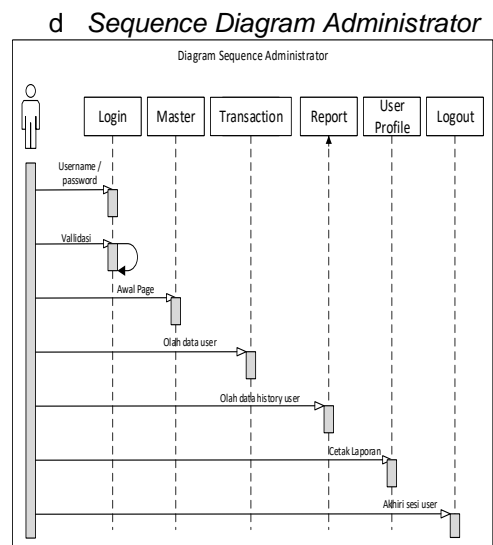 d Sequence Diagram Administrator
Diagram Sequence Administrator
Login
Master
Transaction
Report
User
Profile
Logout
Username /
password
Vallidasi
Awal Page
Olah data user
Olah data history user
Cetak Laporan
Akhiri sesi user